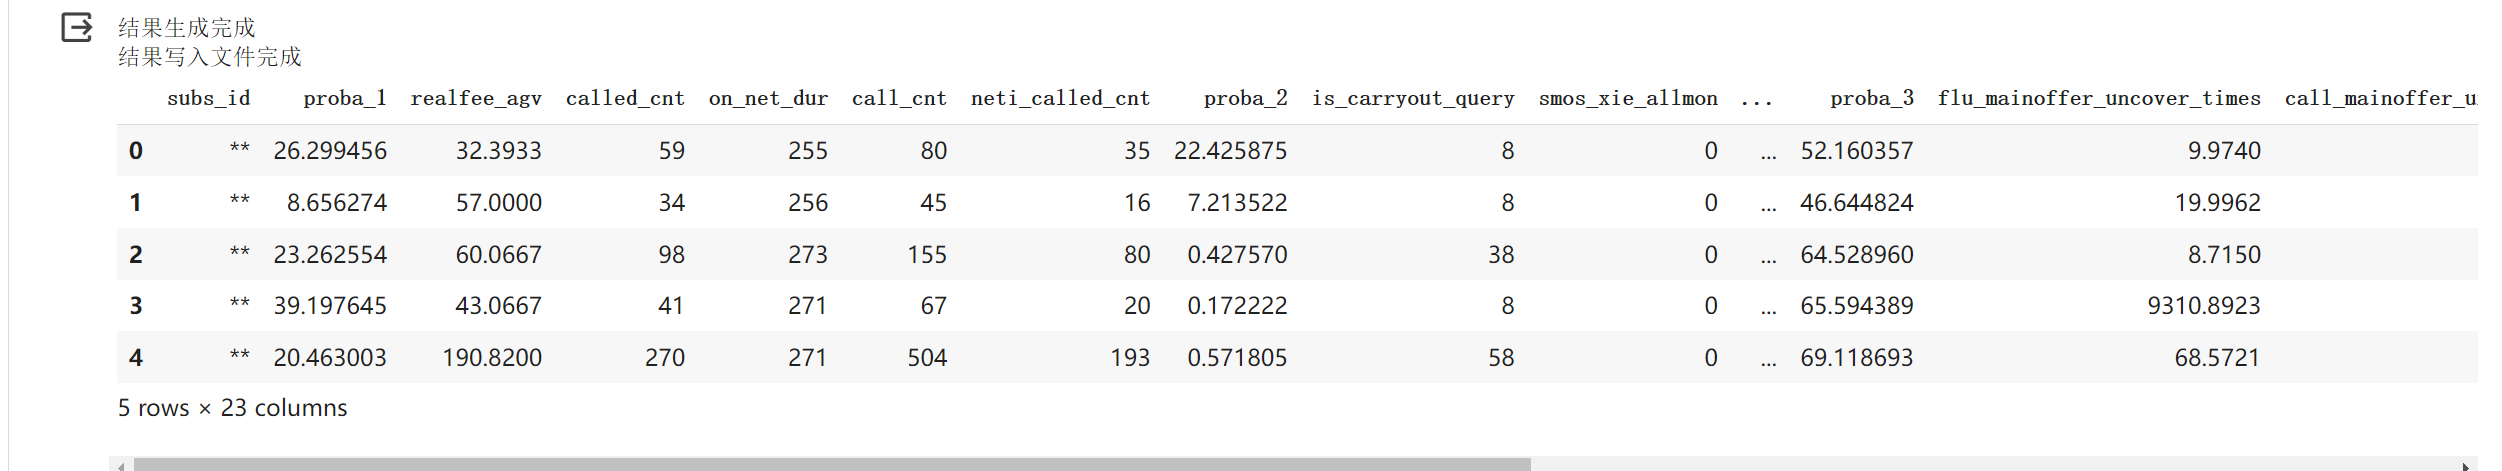 结果生成完成
结果写入文件完成
subs_id proba_1 realfee_agv called_cnt on_net_dur call_cnt neti_called_cnt proba_2 is_carryout_query smos_xie_allmon ... proba_3 flu_mainoffer_uncover_times call_mainoffer_u
0 ** 26.299456 32.3933 59 255 80 35 22.425875 8 0 ... 52.160357 9.9740
1 ** 8.656274 57.0000 34 256 45 16 7.213522 8 0 ... 46.644824 19.9962
2 ** 23.262554 60.0667 98 273 155 80 0.427570 38 0 ... 64.528960 8.7150
3 ** 39.197645 43.0667 41 271 67 20 0.172222 8 0 ... 65.594389 9310.8923
4 ** 20.463003 190.8200 270 271 504 193 0.571805 58 0 ... 69.118693 68.5721
5 rows × 23 columns